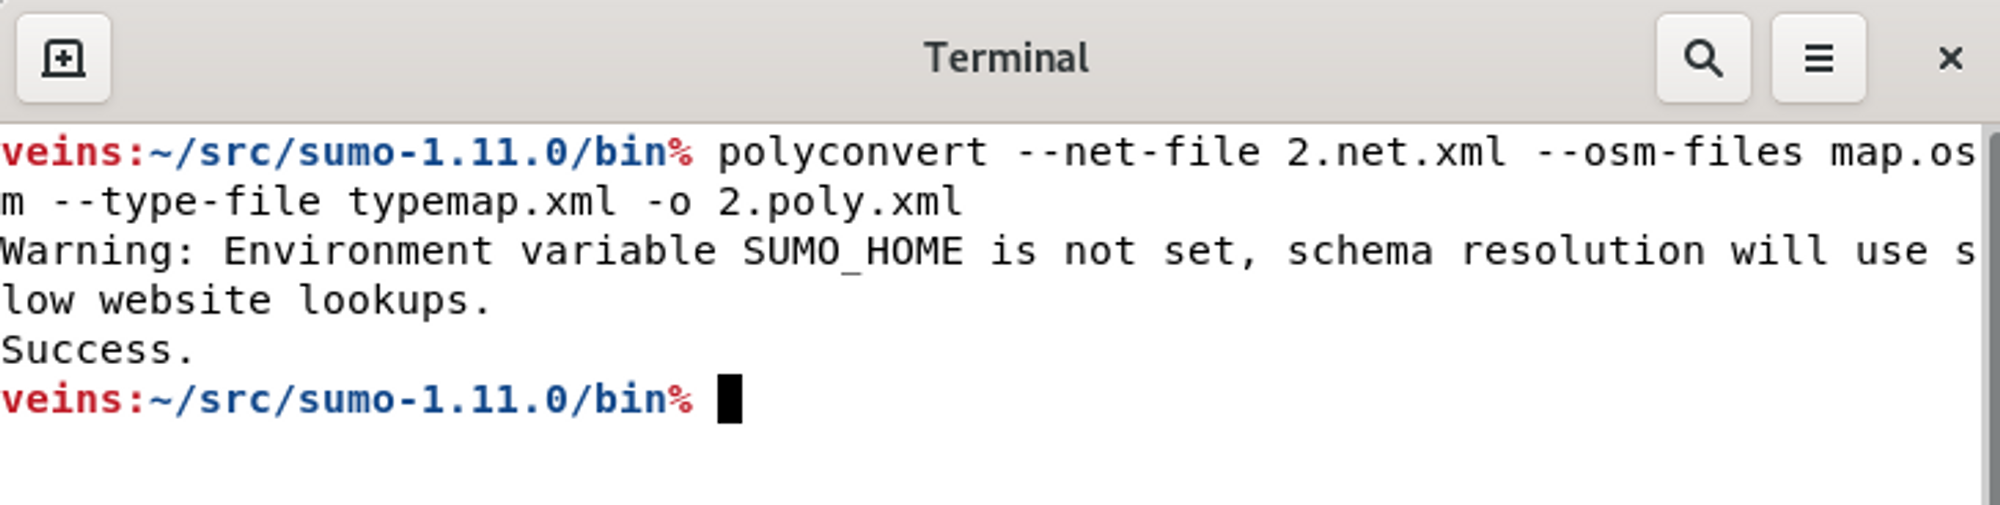 Terminal
veins:~/src/sumo-1.11.0/bin% polyconvert --net-file 2.net.xml --osm-files map.os
m --type-file typemap.xml -o 2.poly.xml
Warning: Environment variable SUMO_HOME is not set, schema resolution will use s
low website lookups.
Success.
veins:~/src/sumo-1.11.0/bin%